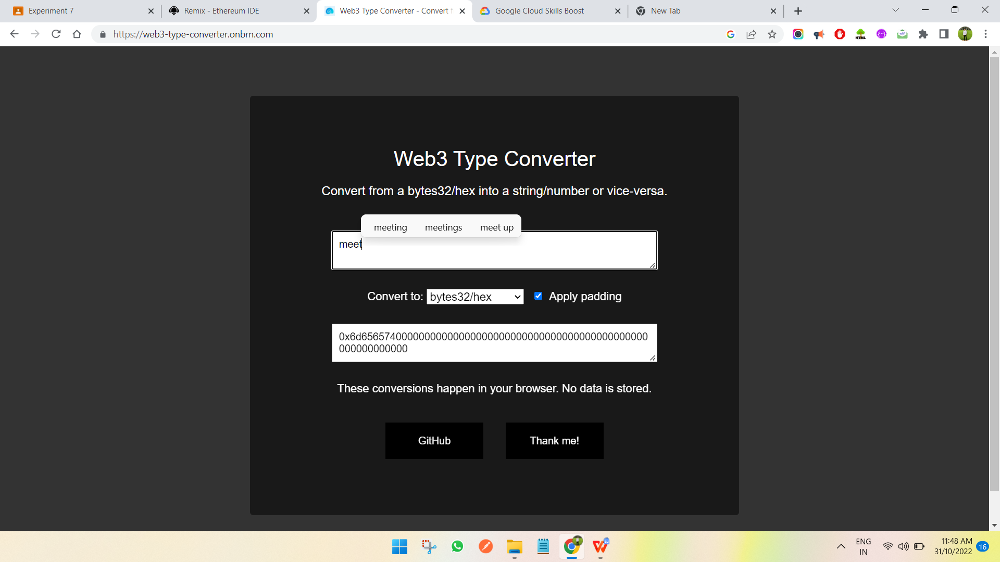 Experiment 7
Remix - Ethereum IDE
Web3 Type Converter - Convert f
Google Cloud Skills Boost
New Tab
https://web3-type-converter.onbrn.com
HTML
Web3 Type Converter
Convert from a bytes32/hex into a string/number or vice-versa.
meeting meetings meet up
meet
Convert to: bytes32/hex Apply padding
0x6d65657400000000000000000000000000000000000000000000
000000000000
These conversions happen in your browser. No data is stored.
GitHub
Thank me!
ENG
IN
11:48 AM
31/10/2022
16